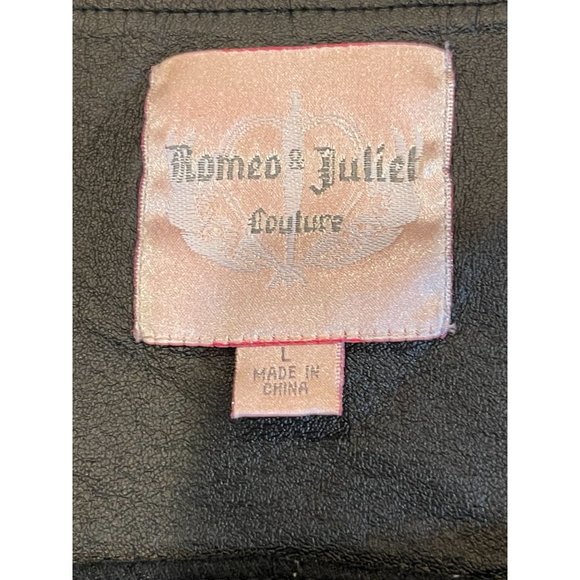 Romeo & Juliet
Couture
L
MADE IN
CHINA